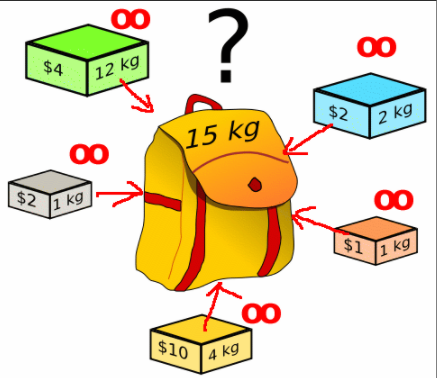 ∞
?
∞
$4 12 kg
$2 2 kg
15 kg
∞
$2 1 kg
∞
$1 1 kg
∞
$10 4 kg